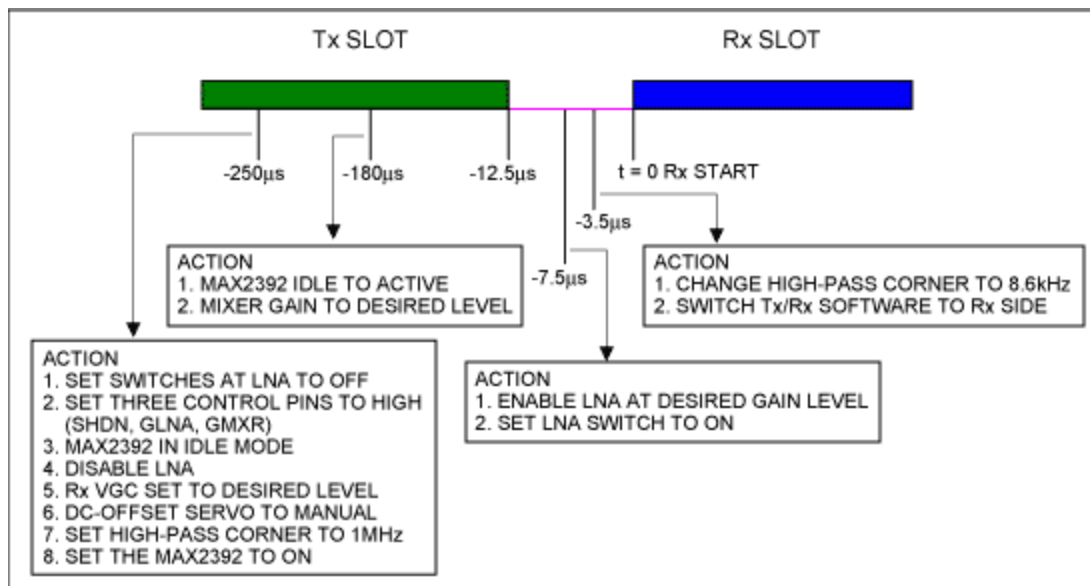 Tx SLOT
Rx SLOT
-250µs
-180µs
-12.5µs
t = 0 Rx START
-3.5µs
-7.5µs
ACTION
1. MAX2392 IDLE TO ACTIVE
2. MIXER GAIN TO DESIRED LEVEL
ACTION
1. CHANGE HIGH-PASS CORNER TO 8.6kHz
2. SWITCH Tx/Rx SOFTWARE TO Rx SIDE
ACTION
1. SET SWITCHES AT LNA TO OFF
2. SET THREE CONTROL PINS TO HIGH
(SHDN, GLNA, GMXR)
3. MAX2392 IN IDLE MODE
4. DISABLE LNA
5. Rx VGC SET TO DESIRED LEVEL
6. DC-OFFSET SERVO TO MANUAL
7. SET HIGH-PASS CORNER TO 1MHz
8. SET THE MAX2392 TO ON
ACTION
1. ENABLE LNA AT DESIRED GAIN LEVEL
2. SET LNA SWITCH TO ON